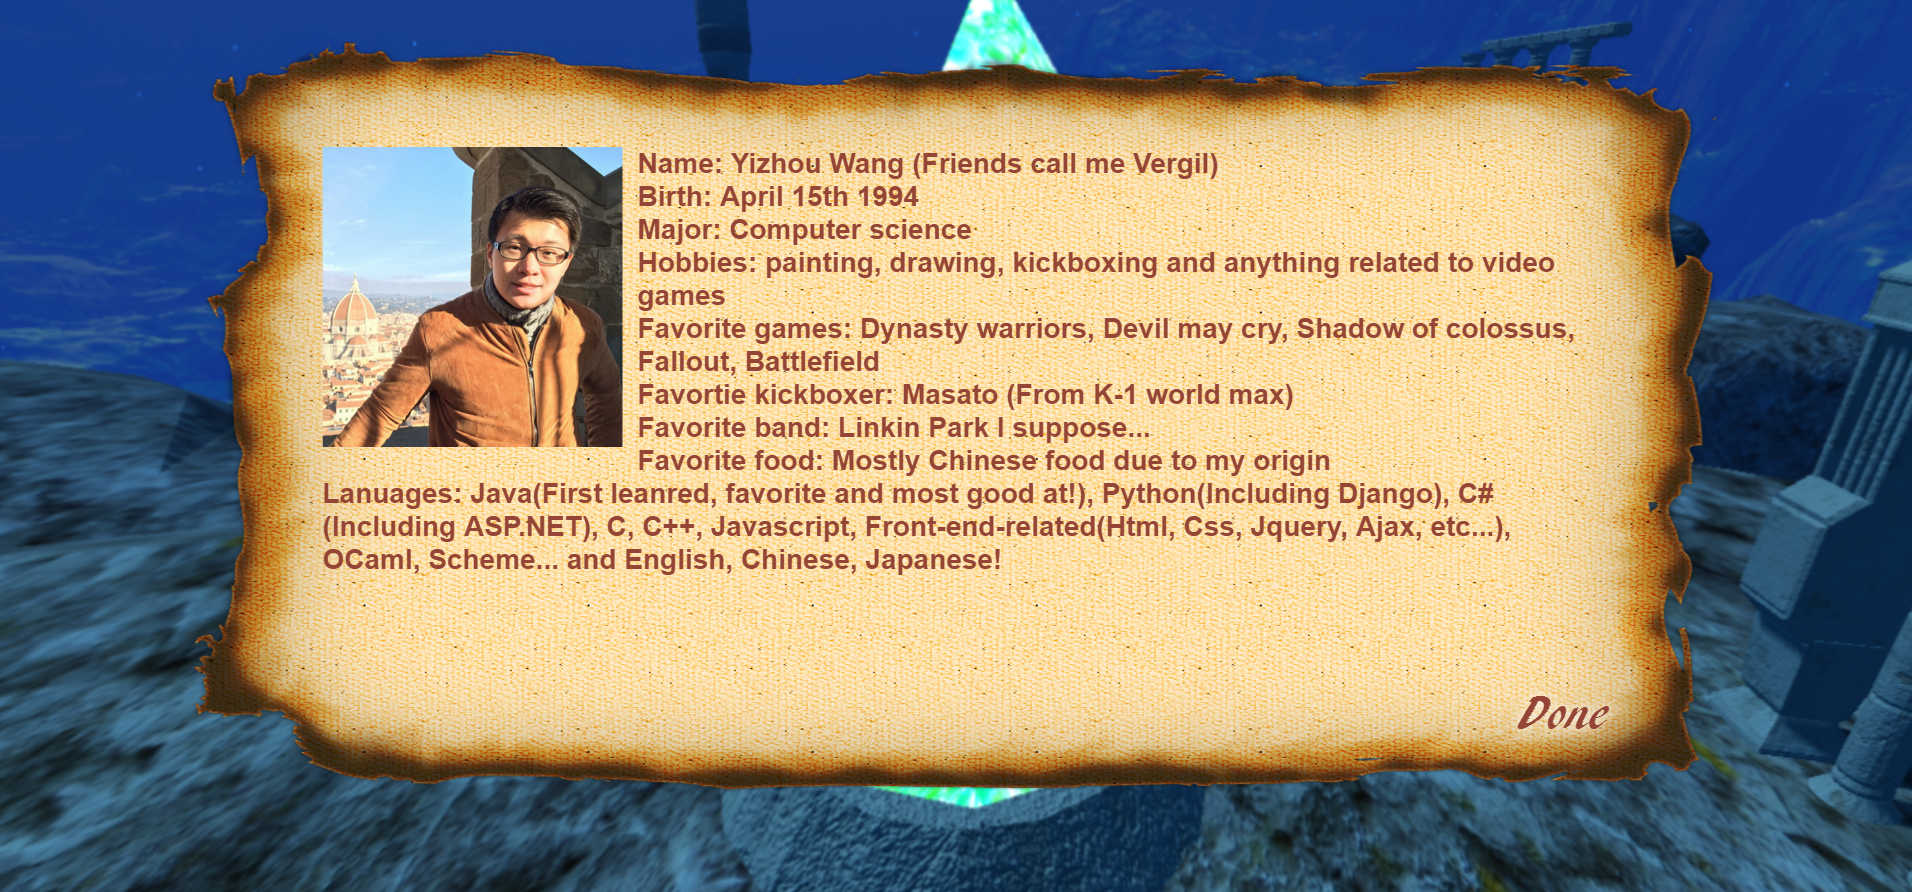 Name: Yizhou Wang (Friends call me Vergil)
Birth: April 15th 1994
Major: Computer science
Hobbies: painting, drawing, kickboxing and anything related to video
games
Favorite games: Dynasty warriors, Devil may cry, Shadow of colossus,
Fallout, Battlefield
Favortie kickboxer: Masato (From K-1 world max)
Favorite band: Linkin Park I suppose...
Favorite food: Mostly Chinese food due to my origin
Lanuages: Java(First leanred, favorite and most good at!), Python(Including Django), C#
(Including ASP.NET), C, C++, Javascript, Front-end-related(Html, Css, Jquery, Ajax, etc...),
OCaml, Scheme... and English, Chinese, Japanese!
Done